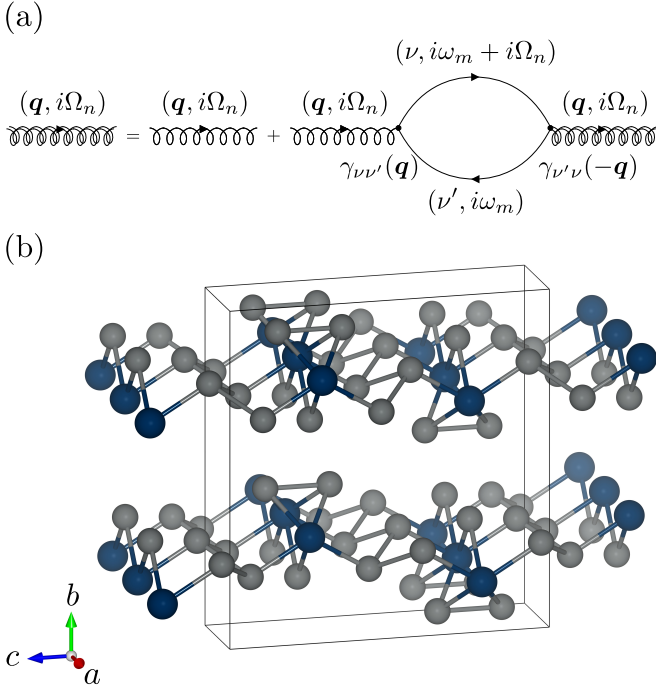 (a)
(ν, iω_m + iΩ_n)
(q, iΩ_n) (q, iΩ_n) (q, iΩ_n) (q, iΩ_n)
= +
γ_νν′(q) γ_ν′ν(−q)
(ν′, iω_m)
(b)
b
c
a